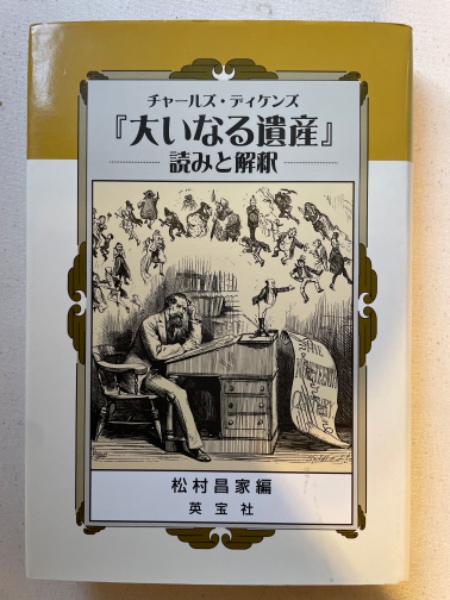 チャールズ・ディケンズ
『大いなる遺産』
読みと解釈
松村昌家編
英宝社